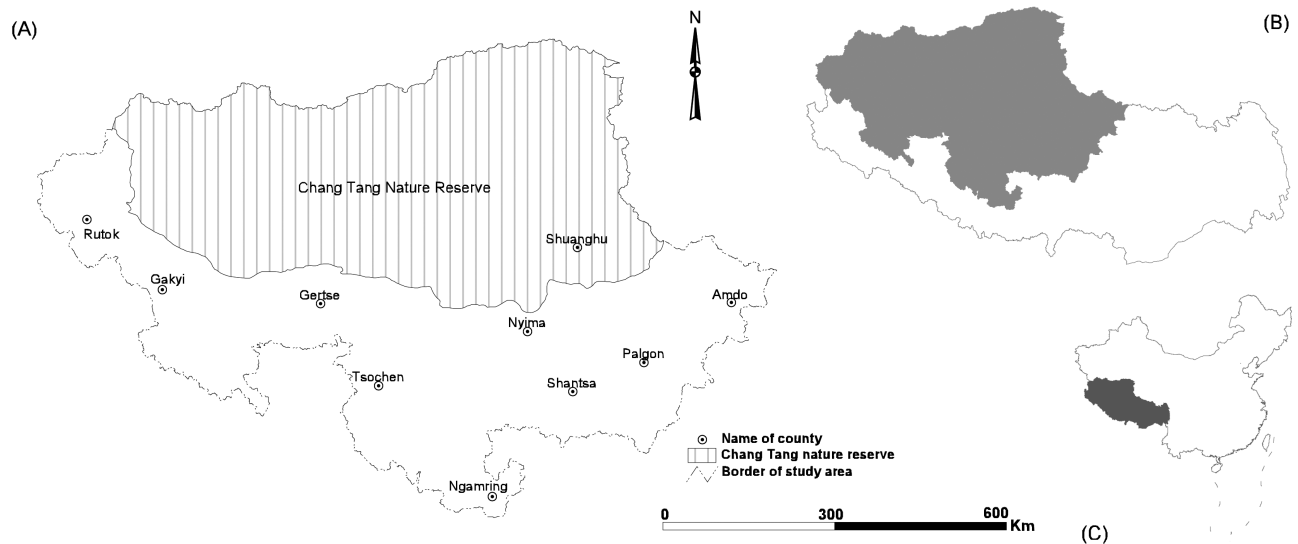 (A)
N
(B)
Chang Tang Nature Reserve
Rutok
Shuanghu
Gakyi
Gertse
Amdo
Nyima
Palgon
Tsochen
Shantsa
Name of county
Chang Tang nature reserve
Border of study area
Ngamring
0 300 600
Km
(C)